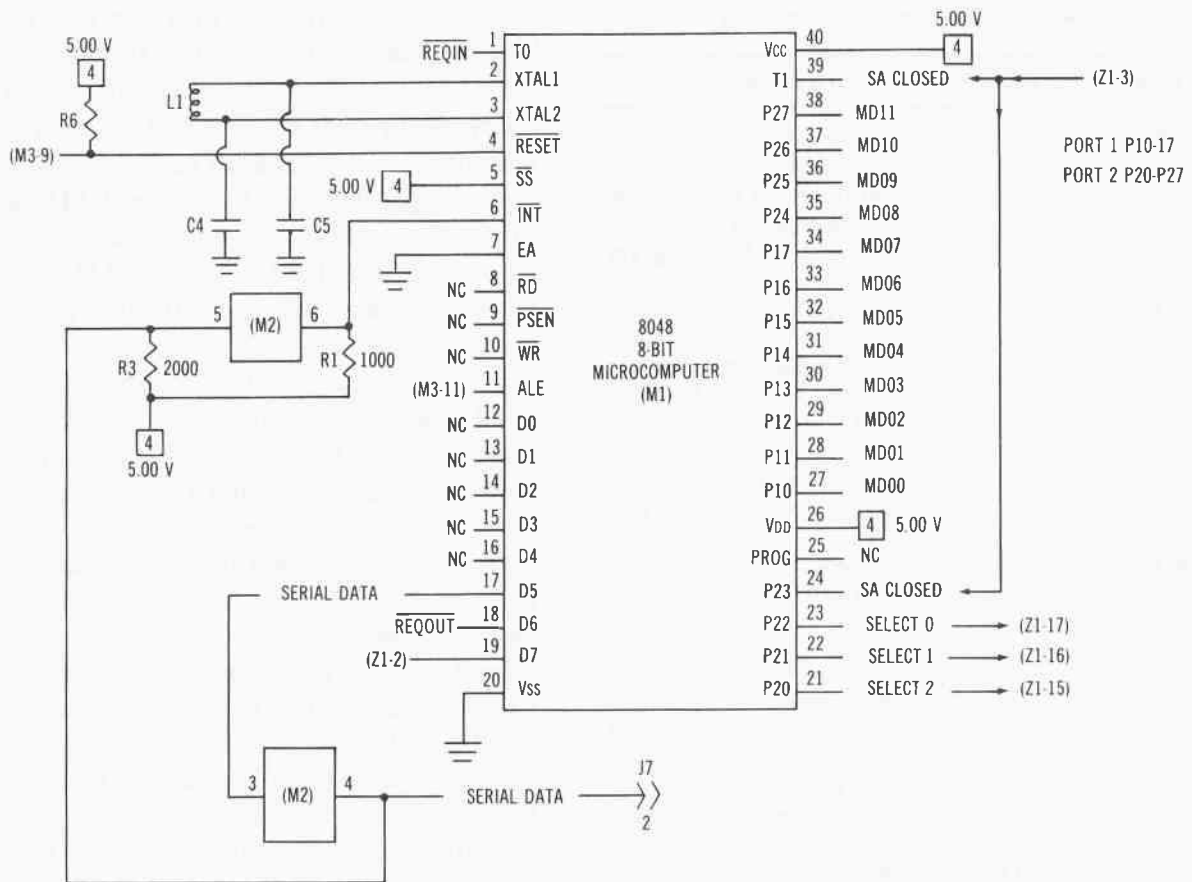 5.00 V
4
R6
(M3-9)
L1
C4
C5
REQIN
1 T0
2 XTAL1
3 XTAL2
4 RESET
5.00 V 4 5 SS
6 INT
7 EA
NC 8 RD
NC 9 PSEN
NC 10 WR
(M3-11) 11 ALE
NC 12 D0
NC 13 D1
NC 14 D2
NC 15 D3
NC 16 D4
SERIAL DATA 17 D5
REQOUT 18 D6
(Z1-2) 19 D7
20 Vss
5 (M2) 6
R3 2000
R1 1000
4
5.00 V
8048
8-BIT
MICROCOMPUTER
(M1)
5.00 V
Vcc 40 4
T1 39 SA CLOSED (Z1-3)
P27 38 MD11
P26 37 MD10
P25 36 MD09
P24 35 MD08
P17 34 MD07
P16 33 MD06
P15 32 MD05
P14 31 MD04
P13 30 MD03
P12 29 MD02
P11 28 MD01
P10 27 MD00
VDD 26 4 5.00 V
PROG 25 NC
P23 24 SA CLOSED
P22 23 SELECT 0 (Z1-17)
P21 22 SELECT 1 (Z1-16)
P20 21 SELECT 2 (Z1-15)
PORT 1 P10-17
PORT 2 P20-P27
3 (M2) 4 SERIAL DATA
J7
2